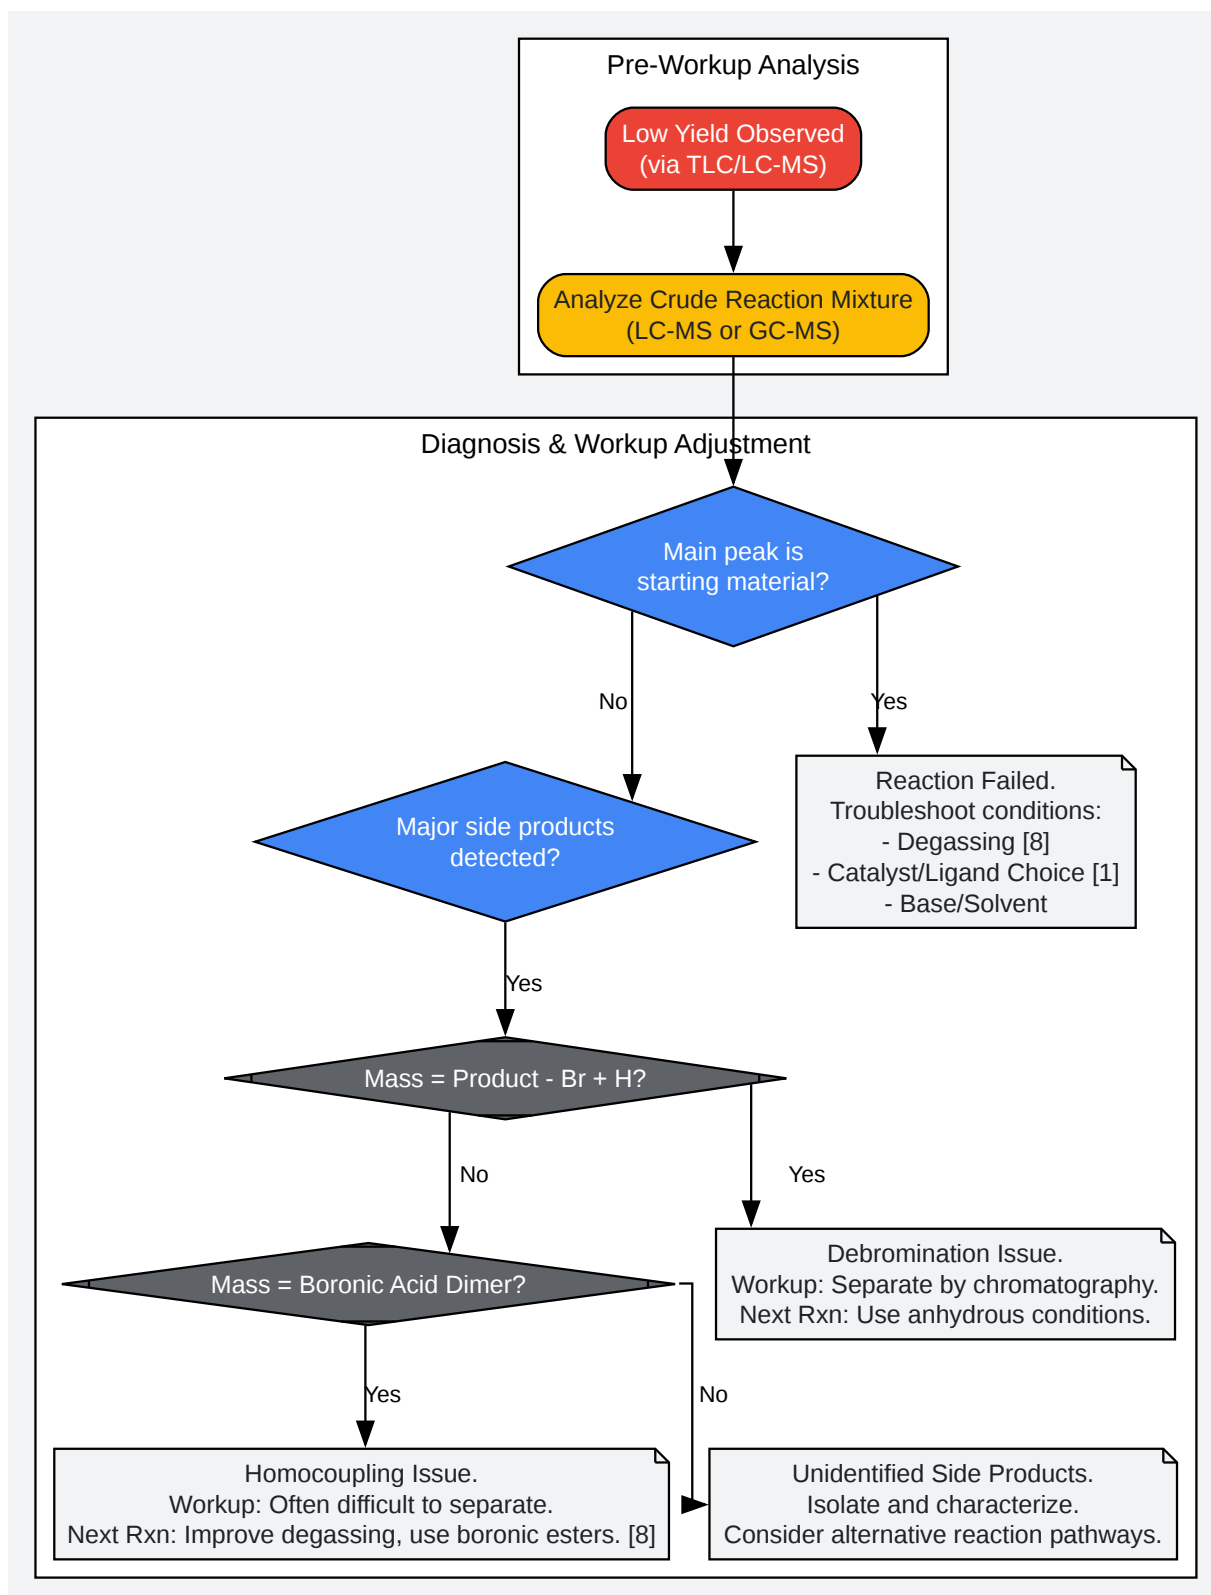 Pre-Workup Analysis
Low Yield Observed
(via TLC/LC-MS)
Analyze Crude Reaction Mixture
(LC-MS or GC-MS)
Diagnosis & Workup Adjustment
Main peak is
starting material?
No
Yes
Reaction Failed.
Troubleshoot conditions:
- Degassing [8]
- Catalyst/Ligand Choice [1]
- Base/Solvent
Major side products
detected?
Yes
Mass = Product - Br + H?
No
Yes
Debromination Issue.
Workup: Separate by chromatography.
Next Rxn: Use anhydrous conditions.
Mass = Boronic Acid Dimer?
Yes
No
Homocoupling Issue.
Workup: Often difficult to separate.
Next Rxn: Improve degassing, use boronic esters. [8]
Unidentified Side Products.
Isolate and characterize.
Consider alternative reaction pathways.